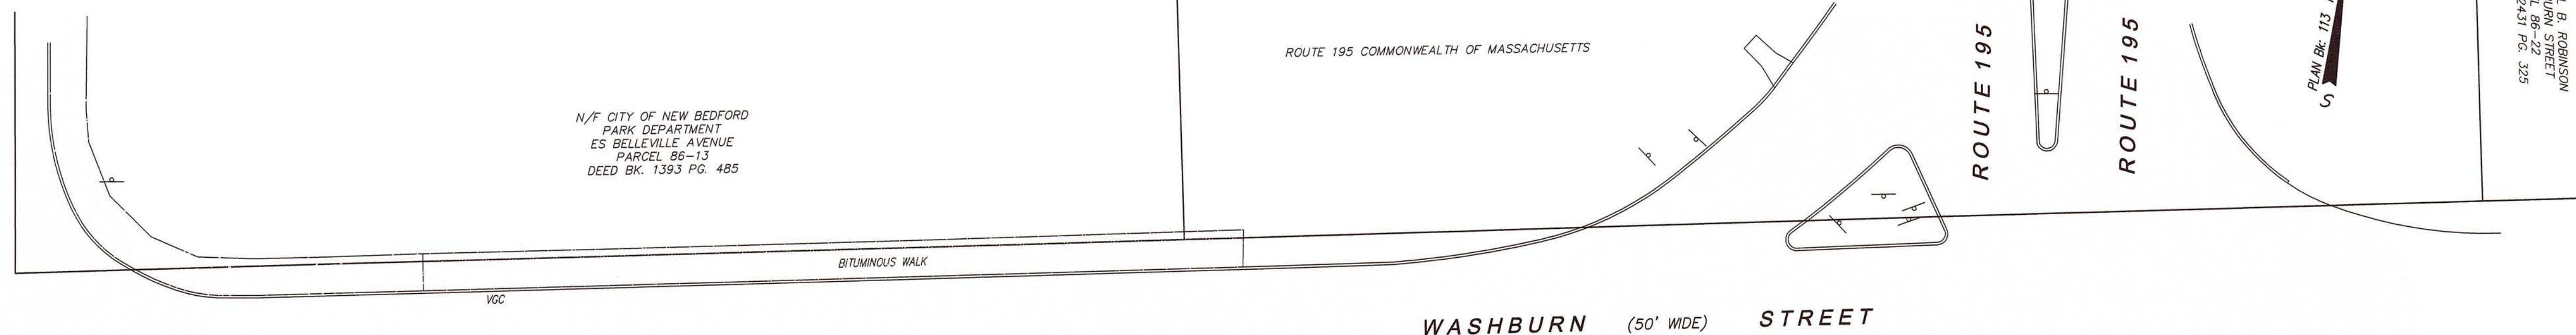 N/F CITY OF NEW BEDFORD
PARK DEPARTMENT
ES BELLEVILLE AVENUE
PARCEL 86-13
DEED BK. 1393 PG. 485
ROUTE 195 COMMONWEALTH OF MASSACHUSETTS
ROUTE 195
ROUTE 195
PLAN Bk: 113
S
B. ROBINSON
URN STREET
86-22
2431 PG. 325
BITUMINOUS WALK
VGC
WASHBURN (50' WIDE) STREET